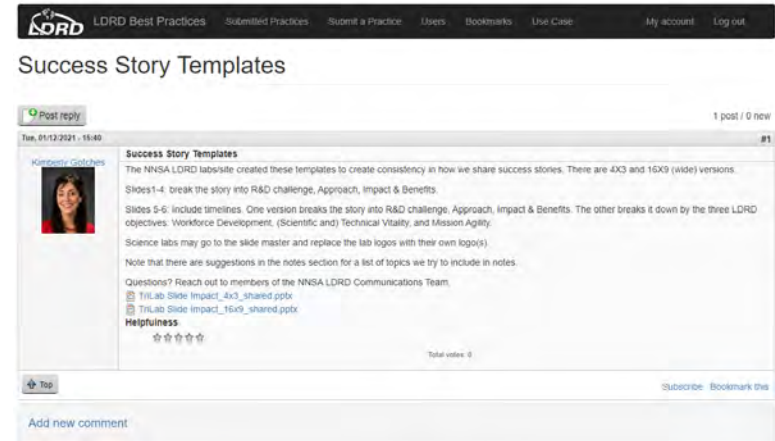 LDRD
LDRD Best Practices Submitted Practices Submit a Practice Users Bookmarks Use Case My account Log out
Success Story Templates
Post reply
1 post / 0 new
Tue, 01/12/2021 - 15:40
#1
Kimberly Gotches
Success Story Templates
The NNSA LDRD labs/site created these templates to create consistency in how we share success stories. There are 4X3 and 16X9 (wide) versions.
Slides1-4: break the story into R&D challenge, Approach, Impact & Benefits.
Slides 5-6: include timelines. One version breaks the story into R&D challenge, Approach, Impact & Benefits. The other breaks it down by the three LDRD
objectives: Workforce Development, (Scientific and) Technical Vitality, and Mission Agility.
Science labs may go to the slide master and replace the lab logos with their own logo(s).
Note that there are suggestions in the notes section for a list of topics we try to include in notes.
Questions? Reach out to members of the NNSA LDRD Communications Team.
TriLab Slide Impact_4x3_shared.pptx
TriLab Slide Impact_16x9_shared.pptx
Helpfulness
Total votes: 0
Top
Subscribe Bookmark this
Add new comment